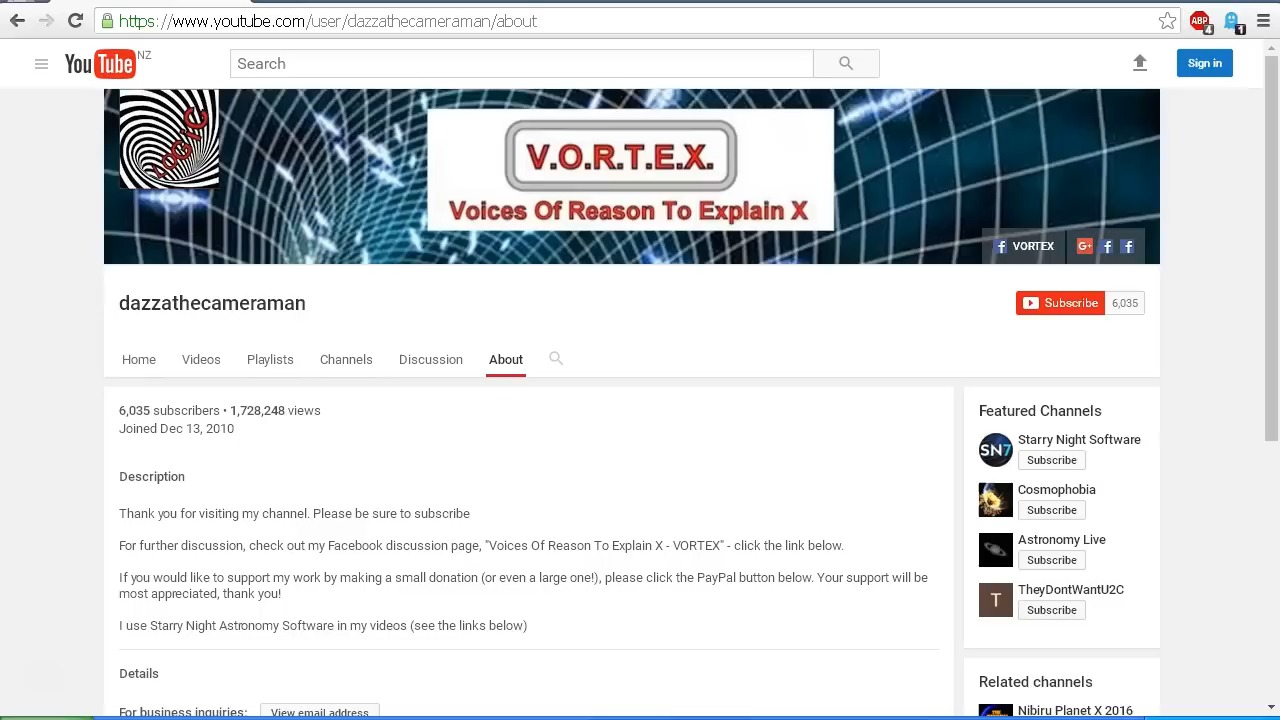 https://www.youtube.com/user/dazzathecameraman/about
ABP
4
1
YouTube NZ
Search
Sign in
LOGIC
V.O.R.T.E.X.
Voices Of Reason To Explain X
VORTEX
G+
dazzathecameraman
Subscribe 6,035
Home Videos Playlists Channels Discussion About
6,035 subscribers • 1,728,248 views
Joined Dec 13, 2010
Description
Thank you for visiting my channel. Please be sure to subscribe
For further discussion, check out my Facebook discussion page, "Voices Of Reason To Explain X - VORTEX" - click the link below.
If you would like to support my work by making a small donation (or even a large one!), please click the PayPal button below. Your support will be
most appreciated, thank you!
I use Starry Night Astronomy Software in my videos (see the links below)
Details
For business inquiries: View email address
Featured Channels
SN7
Starry Night Software
Subscribe
Cosmophobia
Subscribe
Astronomy Live
Subscribe
T
TheyDontWantU2C
Subscribe
Related channels
Nibiru Planet X 2016